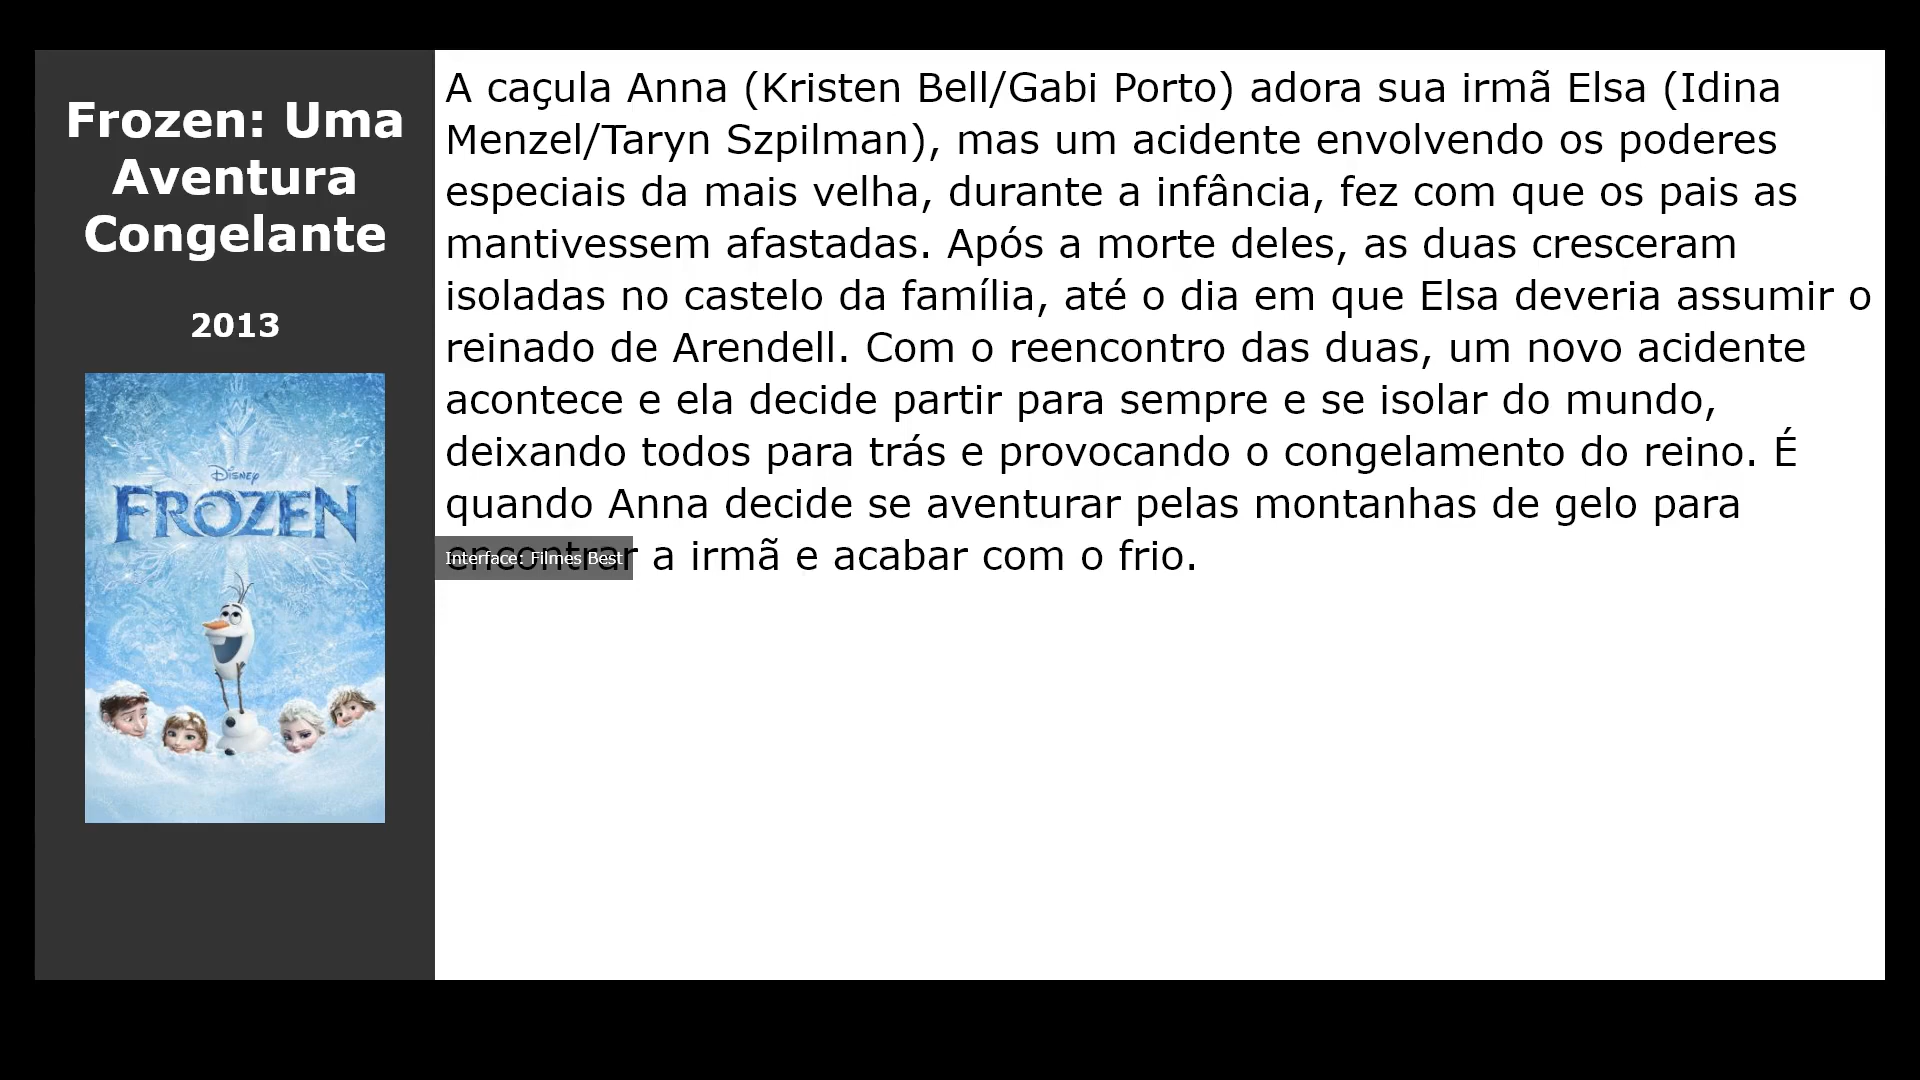 Frozen: Uma
Aventura
Congelante
2013
DISNEY
FROZEN
A caçula Anna (Kristen Bell/Gabi Porto) adora sua irmã Elsa (Idina
Menzel/Taryn Szpilman), mas um acidente envolvendo os poderes
especiais da mais velha, durante a infância, fez com que os pais as
mantivessem afastadas. Após a morte deles, as duas cresceram
isoladas no castelo da família, até o dia em que Elsa deveria assumir o
reinado de Arendell. Com o reencontro das duas, um novo acidente
acontece e ela decide partir para sempre e se isolar do mundo,
deixando todos para trás e provocando o congelamento do reino. É
quando Anna decide se aventurar pelas montanhas de gelo para
encontrar a irmã e acabar com o frio.
Interface: Filmes Best